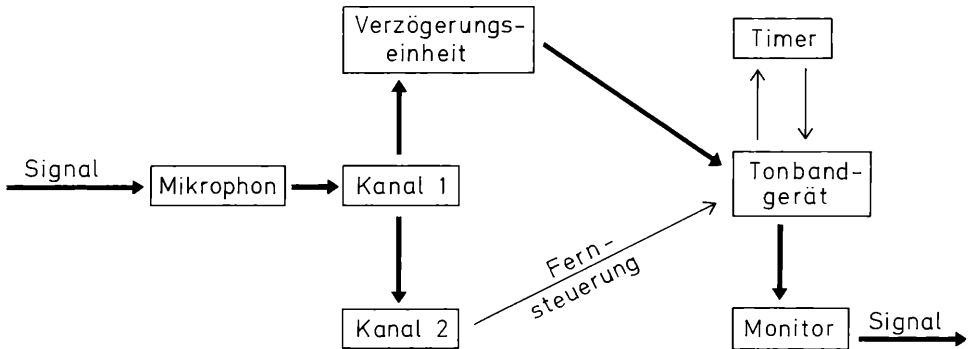 Verzögerungs-
einheit
Timer
Signal
Mikrophon
Kanal 1
Tonband-
gerät
Fern-
steuerung
Kanal 2
Monitor
Signal